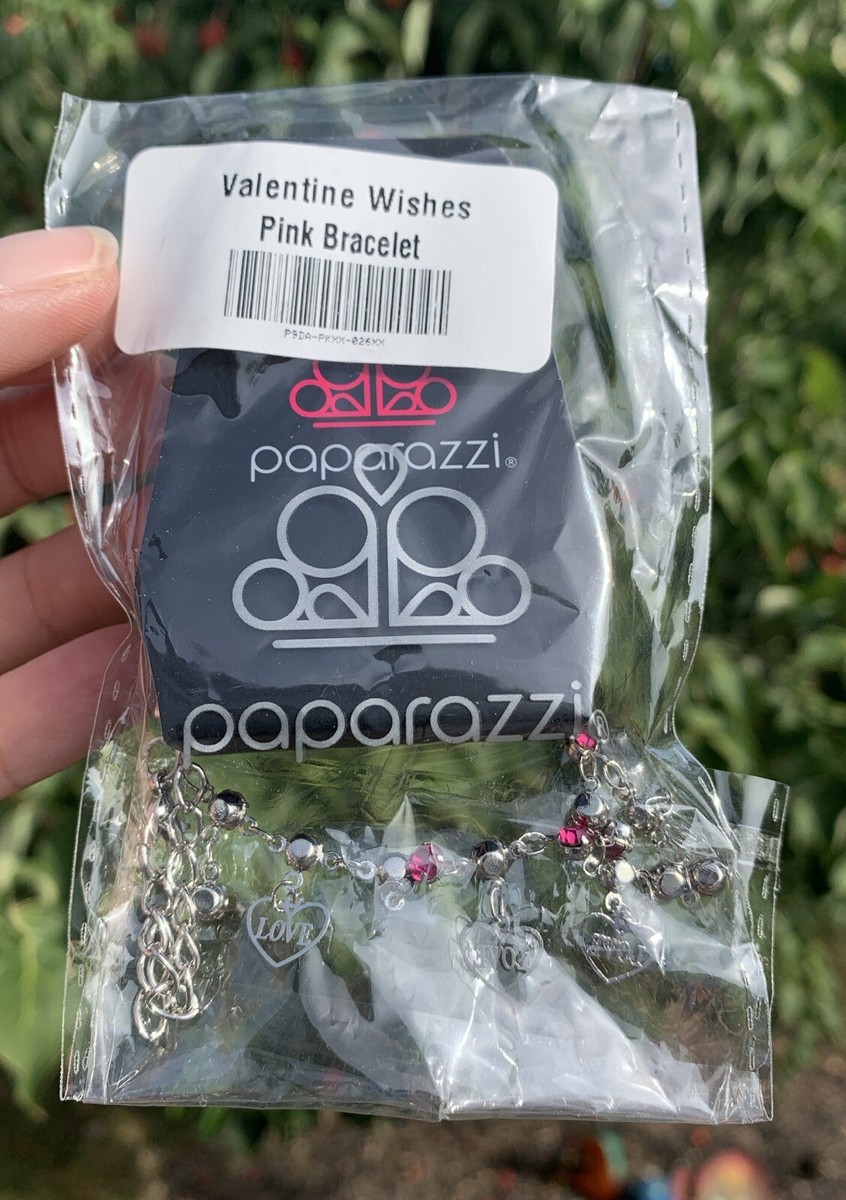 Valentine Wishes
Pink Bracelet
P9DA-PKXX-026XX
paparazzi®
paparazzi
LOVE